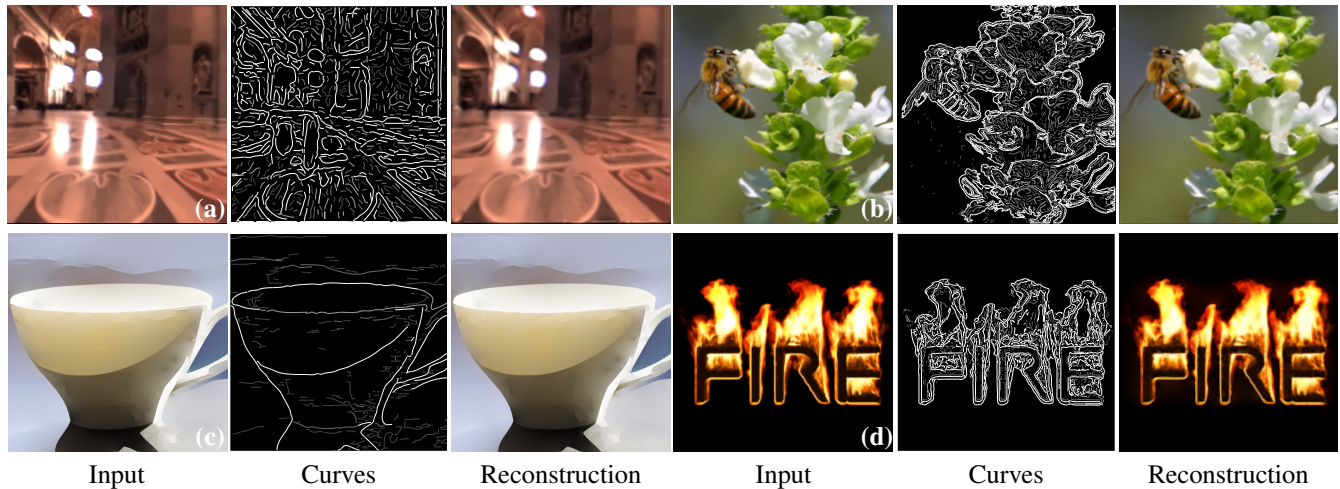 (a)
(b)
(c)
FIRE
(d)
FIRE
FIRE
Input
Curves
Reconstruction
Input
Curves
Reconstruction